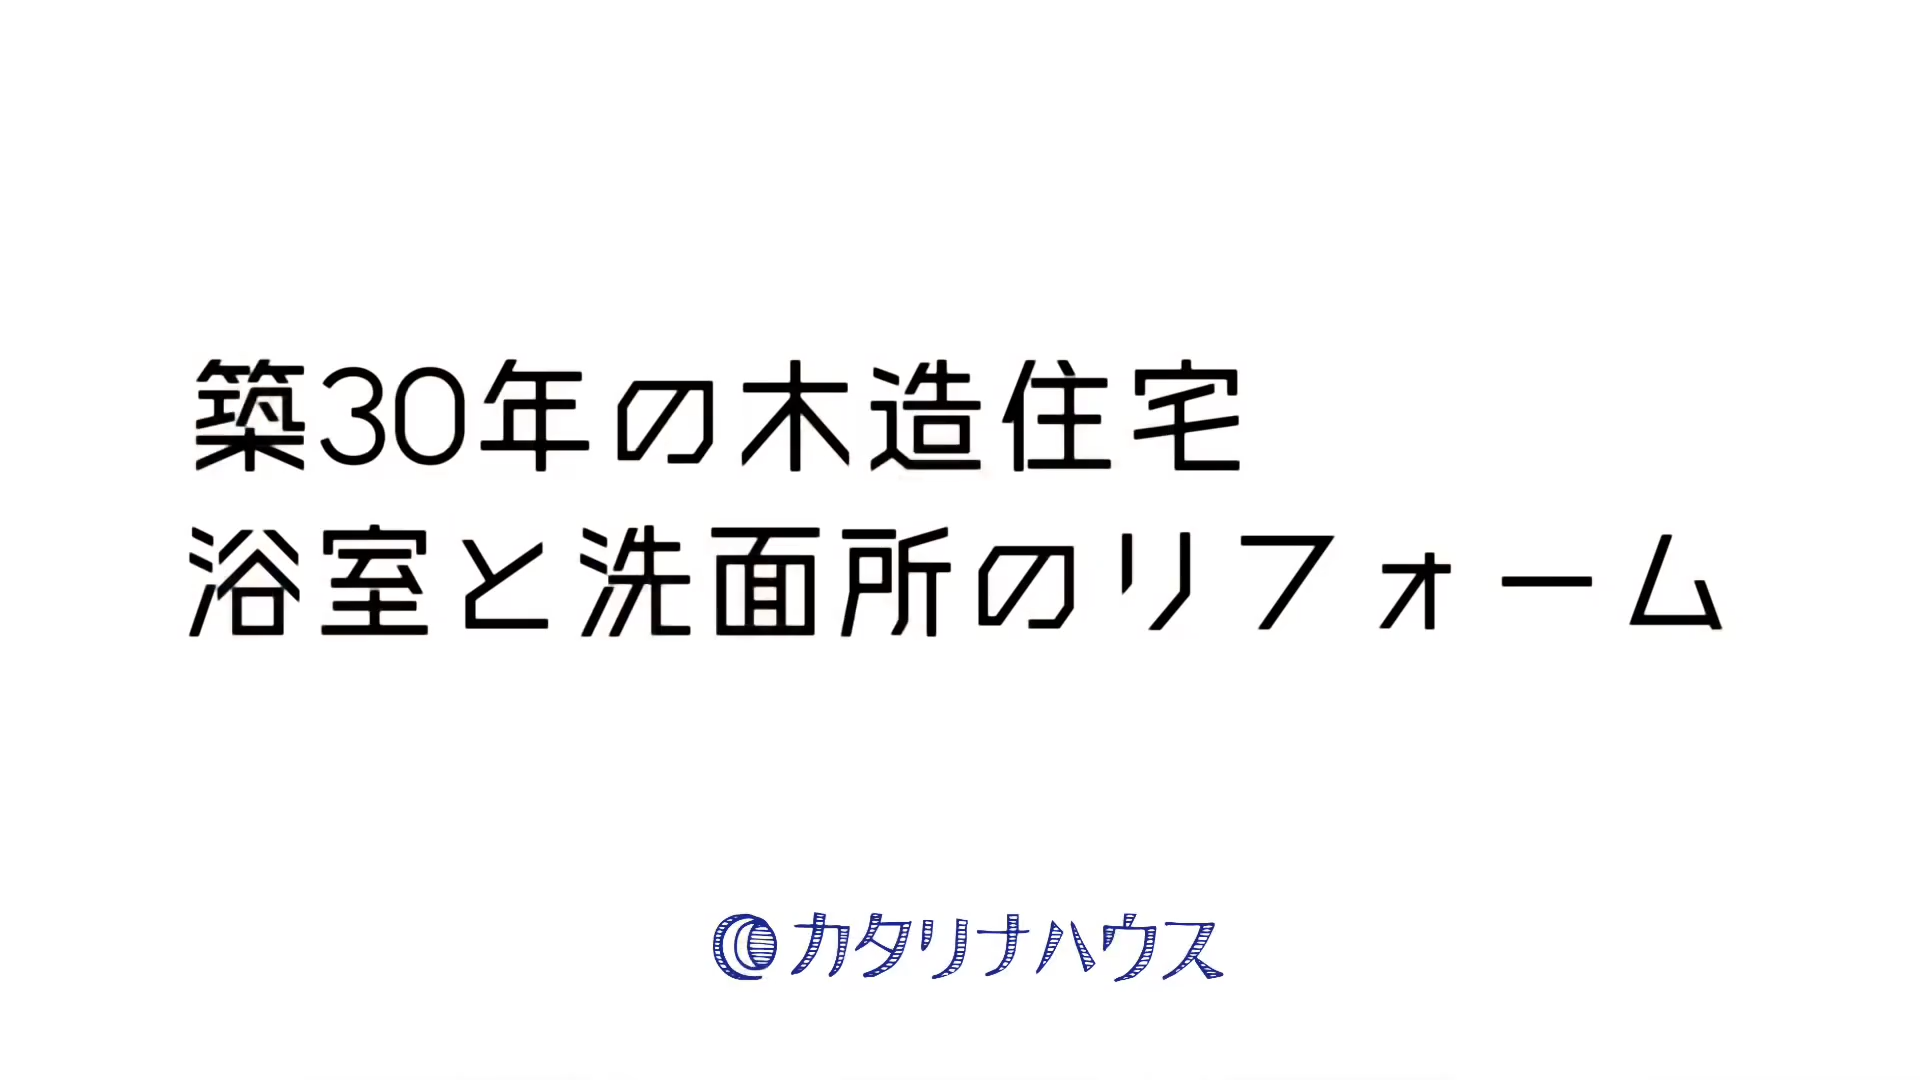 築30年の木造住宅
浴室と洗面所のリフォーム
カタリナハウス